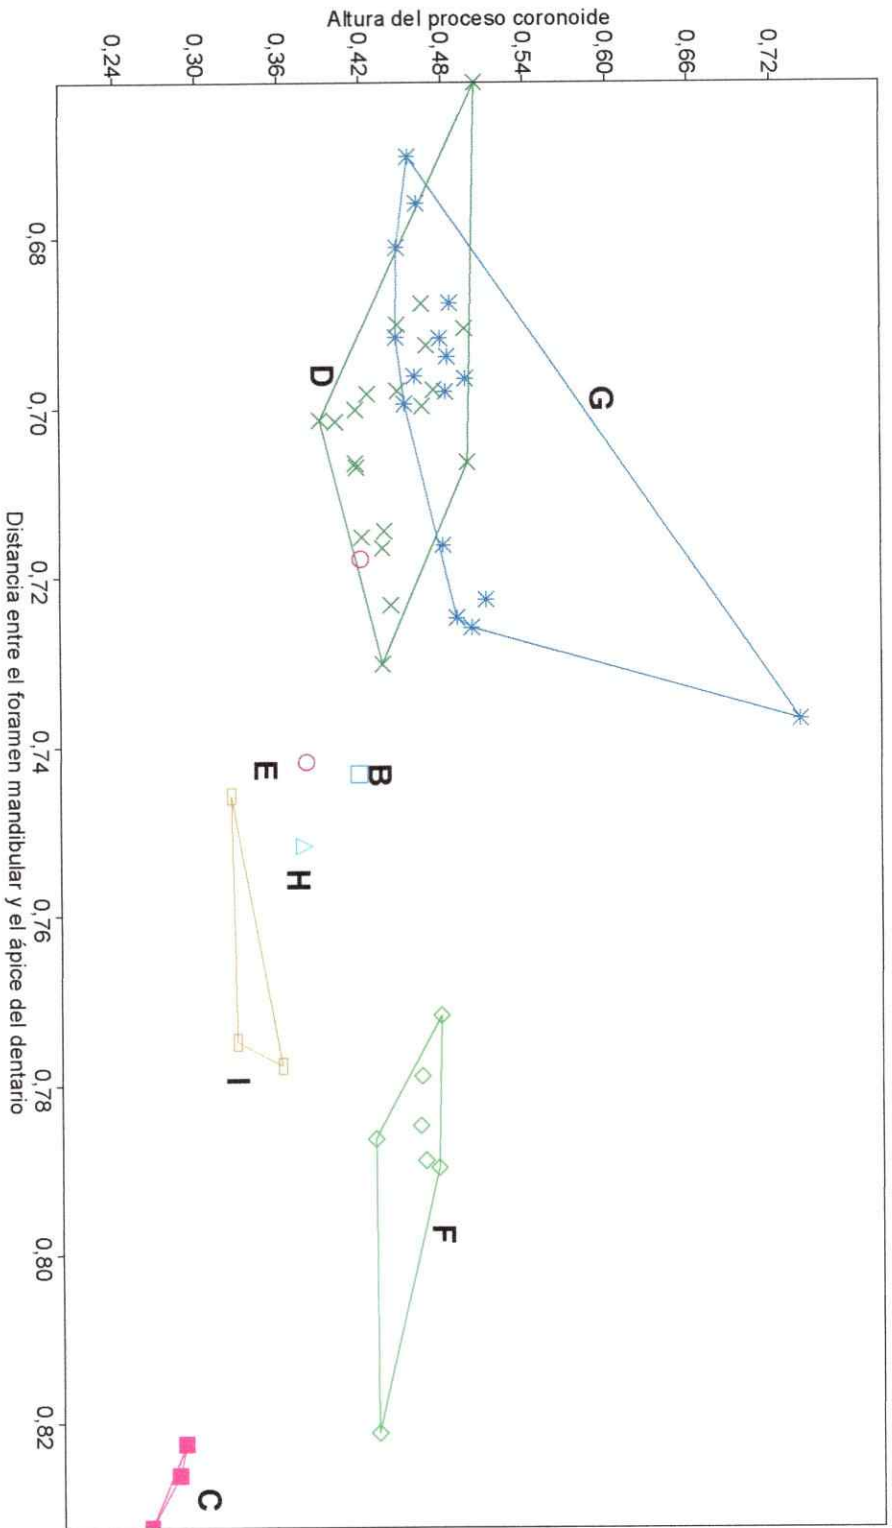 Altura del proceso coronoide
0,24
0,30
0,36
0,42
0,48
0,54
0,60
0,66
0,72
G
D
B
E
H
I
F
C
0,68
0,70
0,72
0,74
0,76
0,78
0,80
0,82
Distancia entre el foramen mandibular y el ápice del dentario